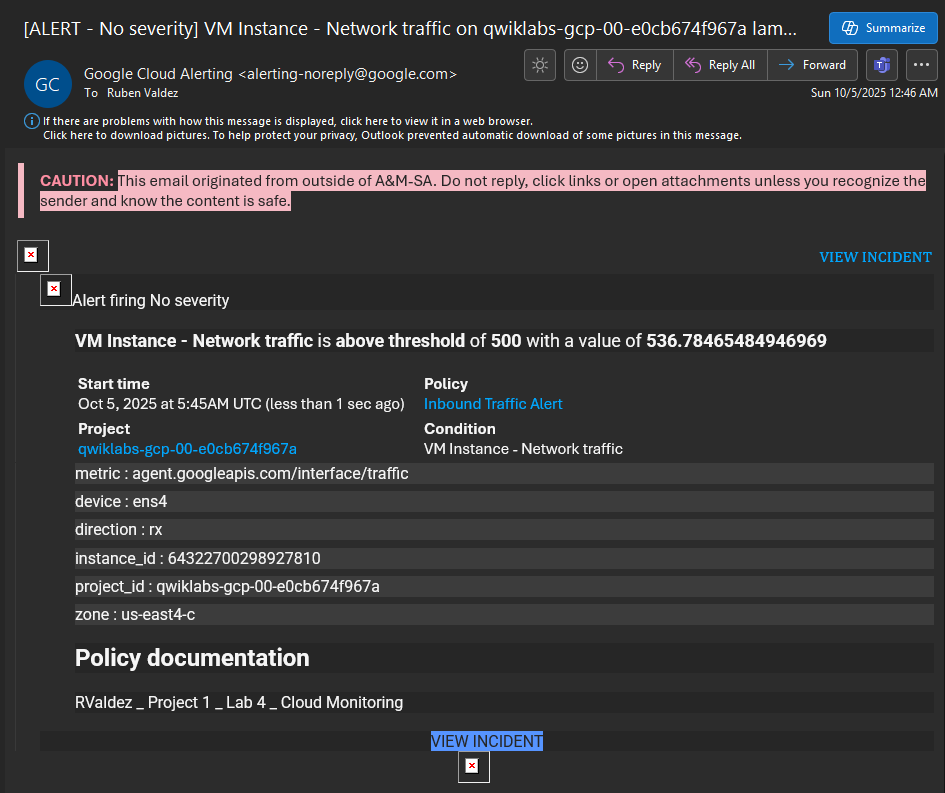 [ALERT - No severity] VM Instance - Network traffic on qwiklabs-gcp-00-e0cb674f967a lam...
Summarize
GC
Google Cloud Alerting <alerting-noreply@google.com>
To Ruben Valdez
Reply
Reply All
Forward
Sun 10/5/2025 12:46 AM
If there are problems with how this message is displayed, click here to view it in a web browser.
Click here to download pictures. To help protect your privacy, Outlook prevented automatic download of some pictures in this message.
CAUTION: This email originated from outside of A&M-SA. Do not reply, click links or open attachments unless you recognize the
sender and know the content is safe.
VIEW INCIDENT
Alert firing No severity
VM Instance - Network traffic is above threshold of 500 with a value of 536.78465484946969
Start time
Policy
Oct 5, 2025 at 5:45AM UTC (less than 1 sec ago)
Inbound Traffic Alert
Project
Condition
qwiklabs-gcp-00-e0cb674f967a
VM Instance - Network traffic
metric : agent.googleapis.com/interface/traffic
device : ens4
direction : rx
instance_id : 64322700298927810
project_id : qwiklabs-gcp-00-e0cb674f967a
zone : us-east4-c
Policy documentation
RValdez _ Project 1 _ Lab 4 _ Cloud Monitoring
VIEW INCIDENT